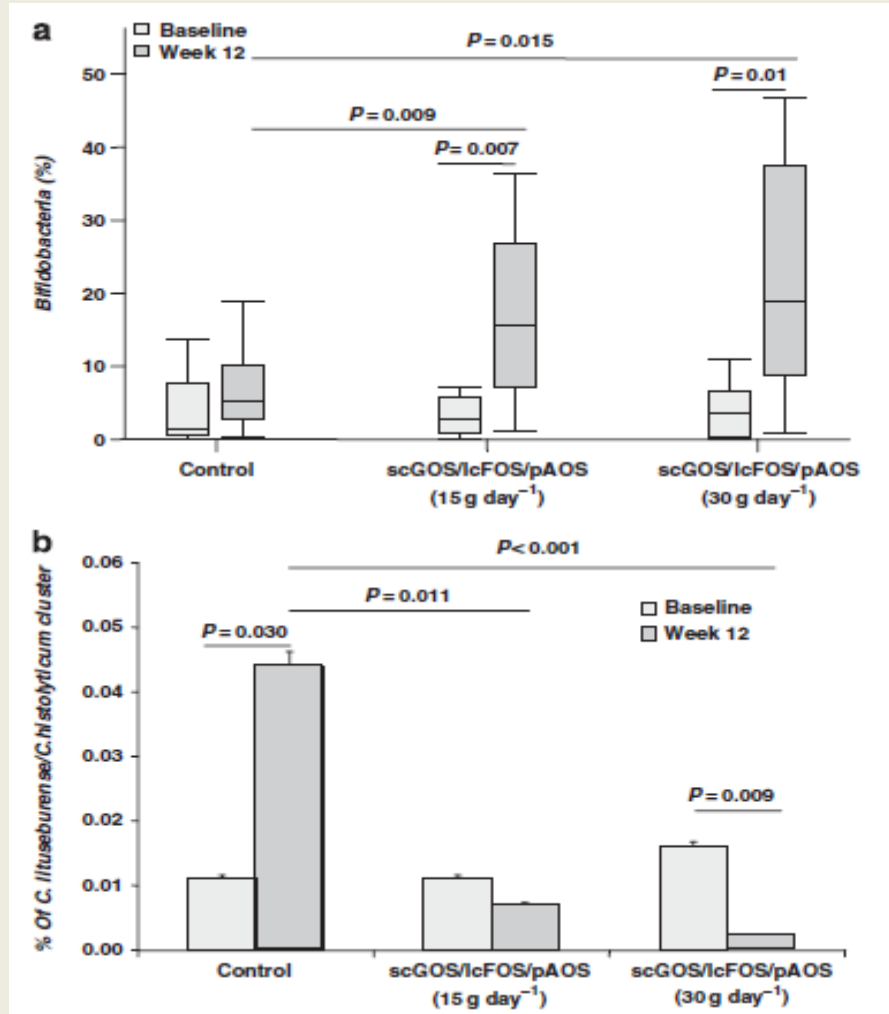 a
Baseline
Week 12
P = 0.015
P = 0.01
P = 0.009
P = 0.007
50
40
30
20
10
0
Bifidobacteria (%)
Control
scGOS/lcFOS/pAOS
(15 g day⁻¹)
scGOS/lcFOS/pAOS
(30 g day⁻¹)
b
P < 0.001
P = 0.011
Baseline
Week 12
P = 0.030
P = 0.009
0.06
0.05
0.04
0.03
0.02
0.01
0.00
% Of C. lituseburense/C.histolyticum cluster
Control
scGOS/lcFOS/pAOS
(15 g day⁻¹)
scGOS/lcFOS/pAOS
(30 g day⁻¹)